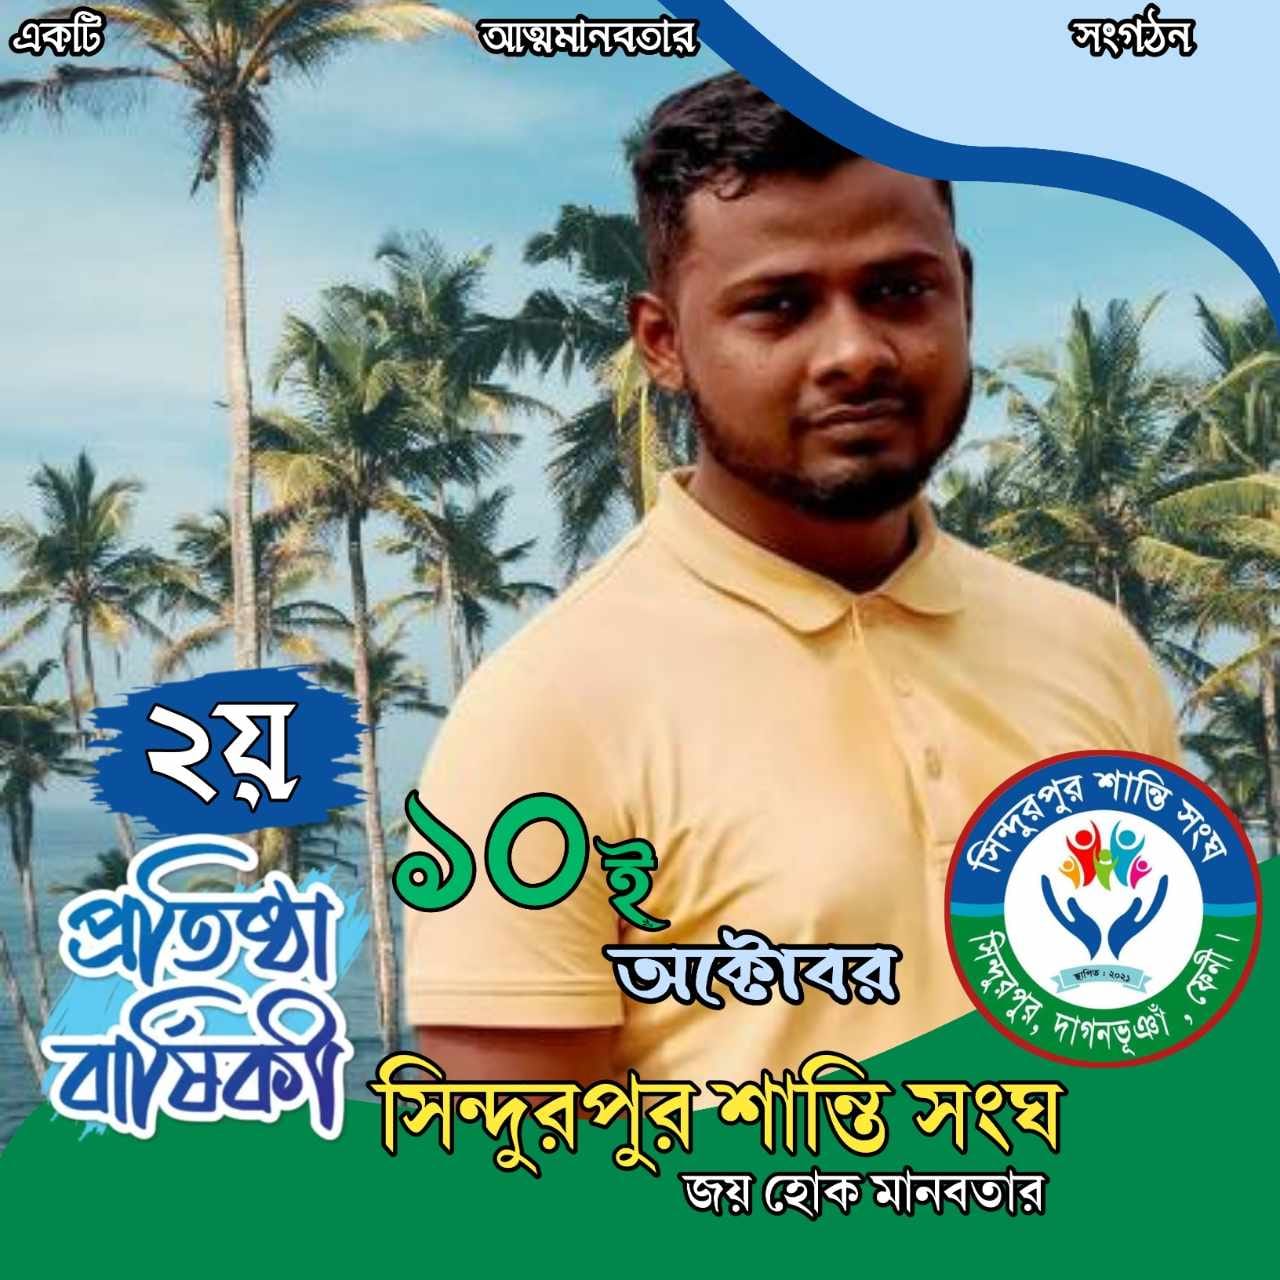 একটি আত্মমানবতার সংগঠন
২য়
প্রতিষ্ঠা
বার্ষিকী
১০ই
অক্টোবর
সিন্দুরপুর শান্তি সংঘ
জয় হোক মানবতার
সিন্দুরপুর শান্তি সংঘ
স্থাপিত : ২০২১
সিন্দুরপুর, দাগনভূঞাঁ , ফেনী ।